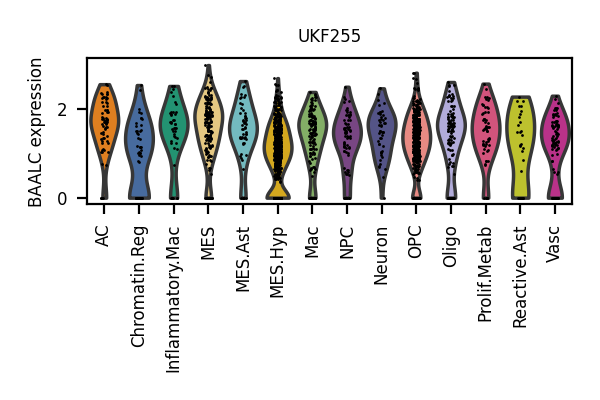 UKF255
BAALC expression
2
0
AC
Chromatin.Reg
Inflammatory.Mac
MES
MES.Ast
MES.Hyp
Mac
NPC
Neuron
OPC
Oligo
Prolif.Metab
Reactive.Ast
Vasc